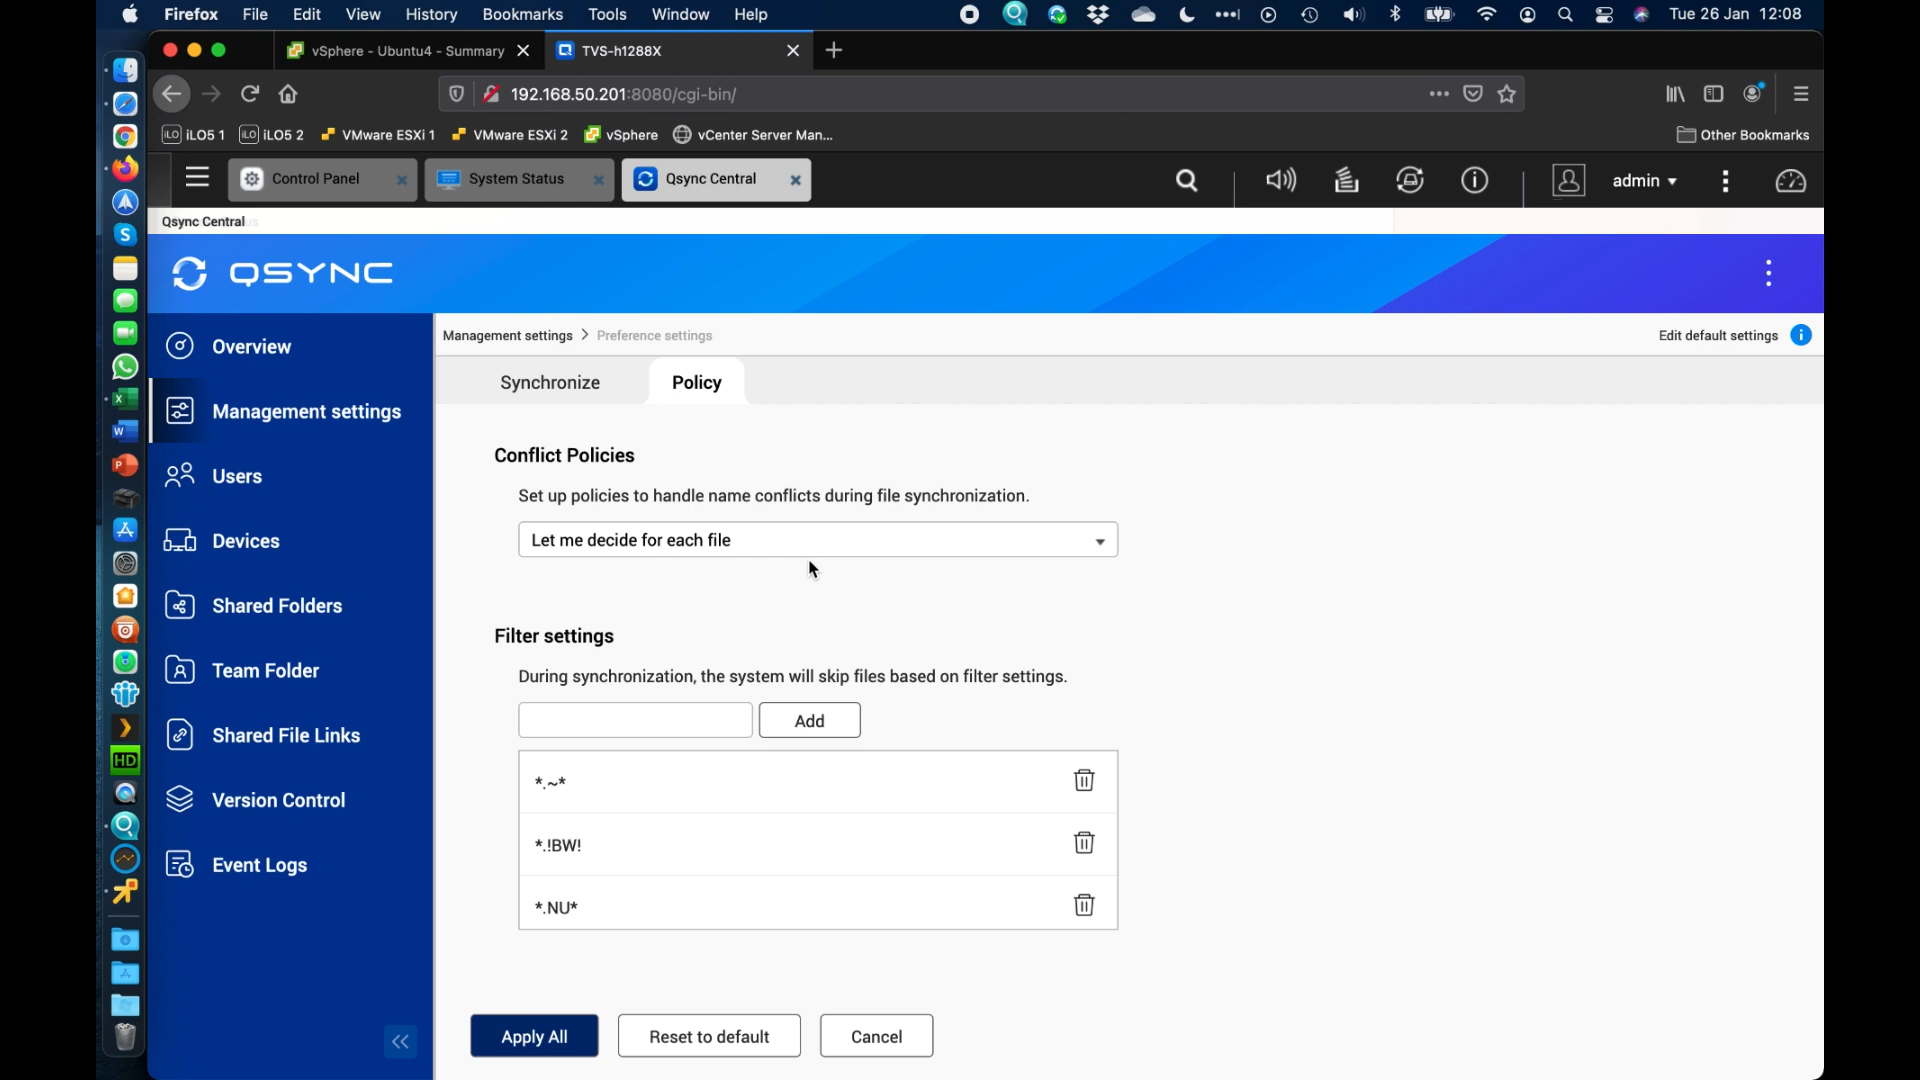 Firefox File Edit View History Bookmarks Tools Window Help Tue 26 Jan 12:08
vSphere - Ubuntu4 - Summary TVS-h1288X
192.168.50.201:8080/cgi-bin/
iLO iLO5 1 iLO iLO5 2 VMware ESXi 1 VMware ESXi 2 vSphere vCenter Server Man... Other Bookmarks
Control Panel System Status Qsync Central admin
Qsync Central
QSYNC
Management settings > Preference settings Edit default settings
Overview
Management settings
Users
Devices
Shared Folders
Team Folder
Shared File Links
Version Control
Event Logs
Synchronize Policy
Conflict Policies
Set up policies to handle name conflicts during file synchronization.
Let me decide for each file
Filter settings
During synchronization, the system will skip files based on filter settings.
Add
*.~*
*.!BW!
*.NU*
Apply All Reset to default Cancel
HD